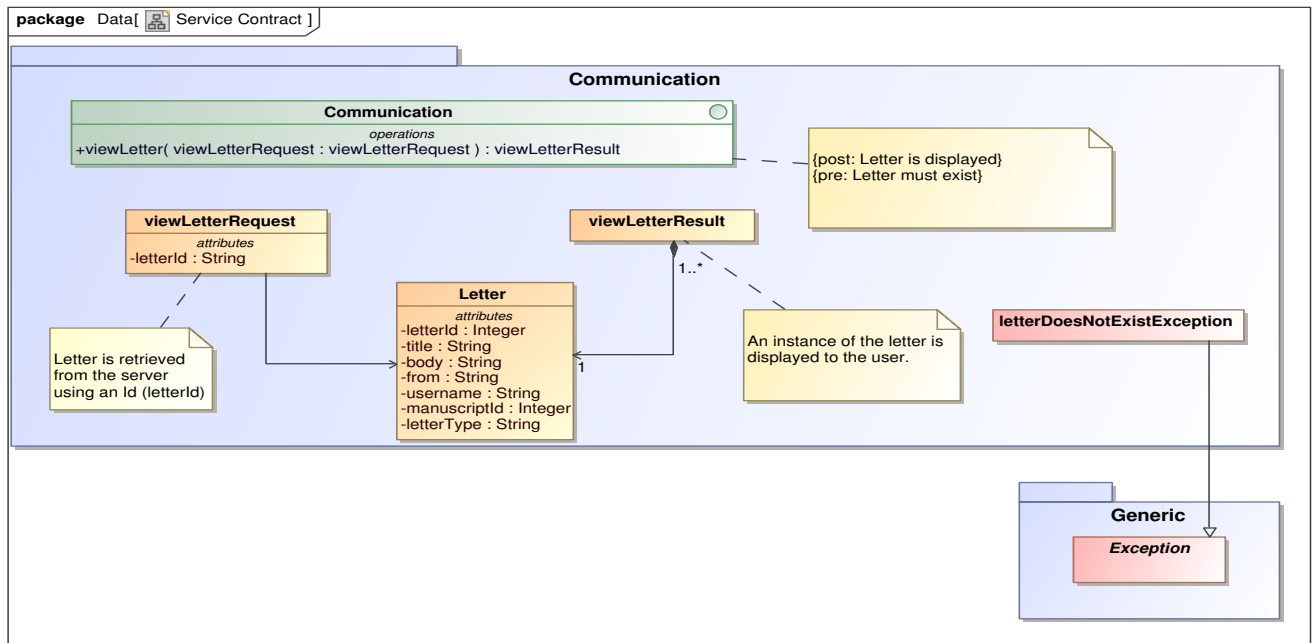 package Data[ Service Contract ]
Communication
Communication
operations
+viewLetter( viewLetterRequest : viewLetterRequest ) : viewLetterResult
{post: Letter is displayed}
{pre: Letter must exist}
viewLetterRequest
attributes
-letterId : String
viewLetterResult
1..*
Letter
attributes
-letterId : Integer
-title : String
-body : String
-from : String
-username : String
-manuscriptId : Integer
-letterType : String
1
Letter is retrieved
from the server
using an Id (letterId)
An instance of the letter is
displayed to the user.
letterDoesNotExistException
Generic
Exception